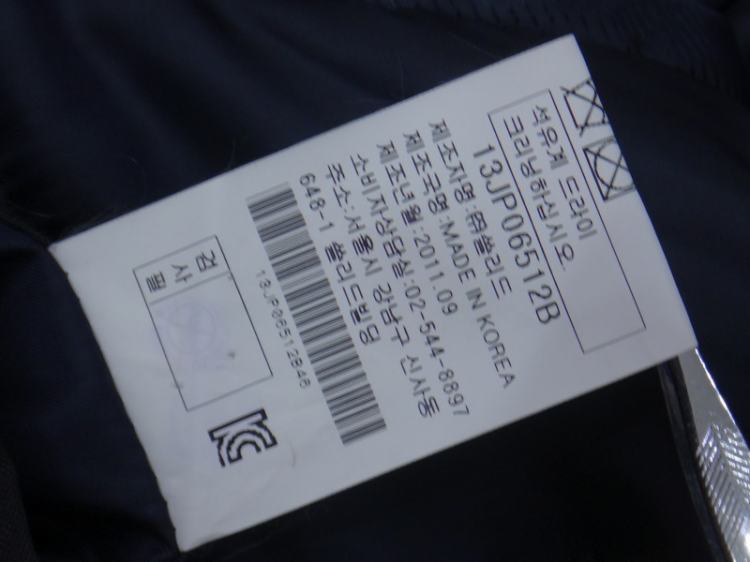 석유계 드라이
크리닝하십시오.
13JP06512B
제조자명:㈜쏠리드
제조국명:MADE IN KOREA
제조년월:2011.09
소비자상담실:02-544-8897
주소:서울시 강남구 신사동
648-1 쏠리드빌딩
13JP06512B46
검사필